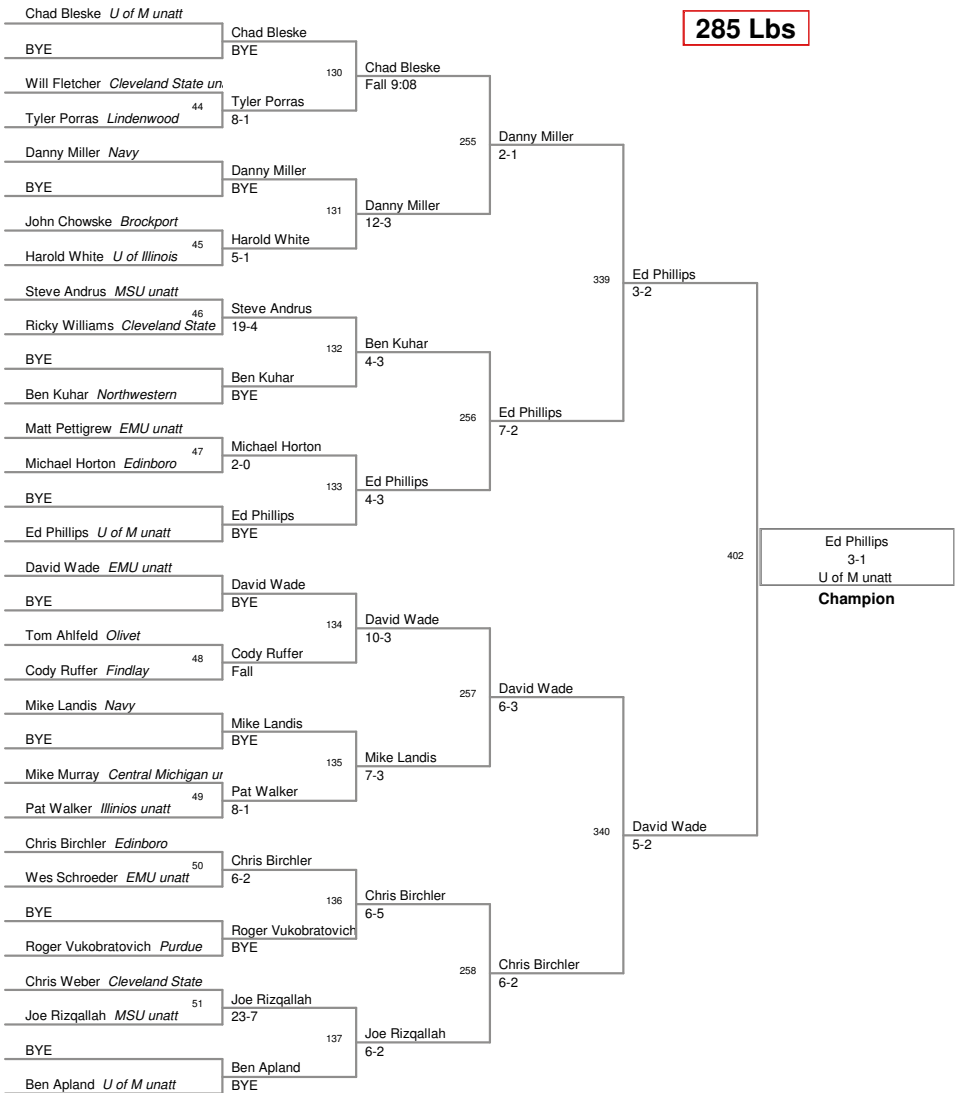 285 Lbs
Chad Bleske U of M unatt
BYE
Will Fletcher Cleveland State un
44
Tyler Porras Lindenwood
Danny Miller Navy
BYE
John Chowske Brockport
45
Harold White U of Illinois
Steve Andrus MSU unatt
46
Ricky Williams Cleveland State
BYE
Ben Kuhar Northwestern
Matt Pettigrew EMU unatt
47
Michael Horton Edinboro
BYE
Ed Phillips U of M unatt
David Wade EMU unatt
BYE
Tom Ahlfeld Olivet
48
Cody Ruffer Findlay
Mike Landis Navy
BYE
Mike Murray Central Michigan un
49
Pat Walker Illinios unatt
Chris Birchler Edinboro
50
Wes Schroeder EMU unatt
BYE
Roger Vukobratovich Purdue
Chris Weber Cleveland State
51
Joe Rizqallah MSU unatt
BYE
Ben Apland U of M unatt
Chad Bleske
BYE
130
Tyler Porras
8-1
Danny Miller
BYE
131
Harold White
5-1
Steve Andrus
19-4
132
Ben Kuhar
BYE
Michael Horton
2-0
133
Ed Phillips
BYE
David Wade
BYE
134
Cody Ruffer
Fall
Mike Landis
BYE
135
Pat Walker
8-1
Chris Birchler
6-2
136
Roger Vukobratovich
BYE
Joe Rizqallah
23-7
137
Ben Apland
BYE
Chad Bleske
Fall 9:08
255
Danny Miller
12-3
Ben Kuhar
4-3
256
Ed Phillips
4-3
David Wade
10-3
257
Mike Landis
7-3
Chris Birchler
6-5
258
Joe Rizqallah
6-2
Danny Miller
2-1
339
Ed Phillips
7-2
David Wade
6-3
340
Chris Birchler
6-2
Ed Phillips
3-2
402
David Wade
5-2
Ed Phillips
3-1
U of M unatt
Champion